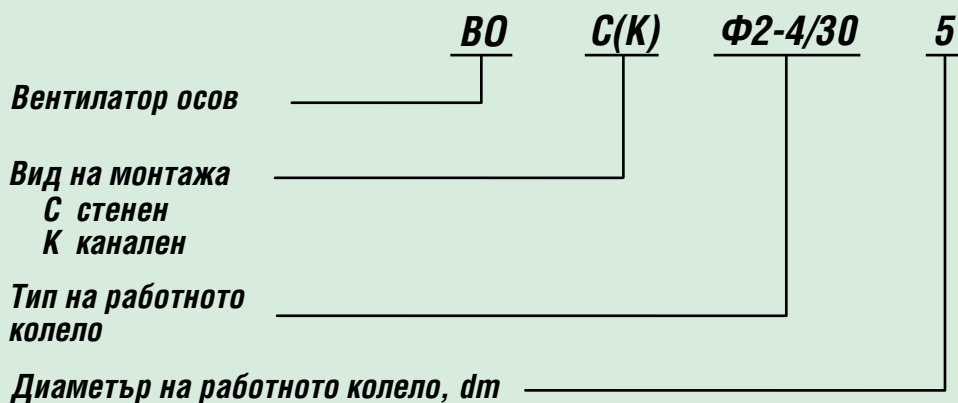 ВО С(К) Ф2-4/30 5
Вентилатор осов
Вид на монтажа
С стенен
К канален
Тип на работното
колело
Диаметър на работното колело, dm